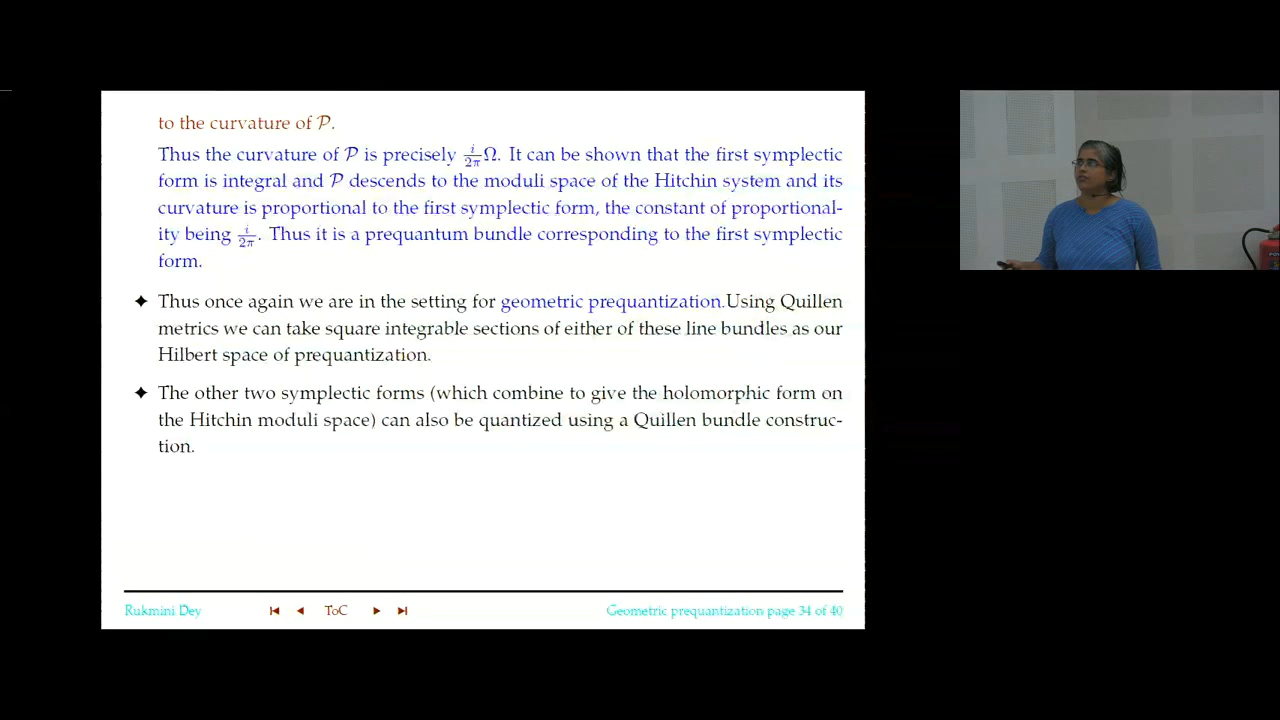 to the curvature of 𝒫.
Thus the curvature of 𝒫 is precisely i/2π Ω. It can be shown that the first symplectic
form is integral and 𝒫 descends to the moduli space of the Hitchin system and its
curvature is proportional to the first symplectic form, the constant of proportional-
ity being i/2π. Thus it is a prequantum bundle corresponding to the first symplectic
form.
✦ Thus once again we are in the setting for geometric prequantization.Using Quillen
metrics we can take square integrable sections of either of these line bundles as our
Hilbert space of prequantization.
✦ The other two symplectic forms (which combine to give the holomorphic form on
the Hitchin moduli space) can also be quantized using a Quillen bundle construc-
tion.
Rukmini Dey ToC Geometric prequantization page 34 of 40